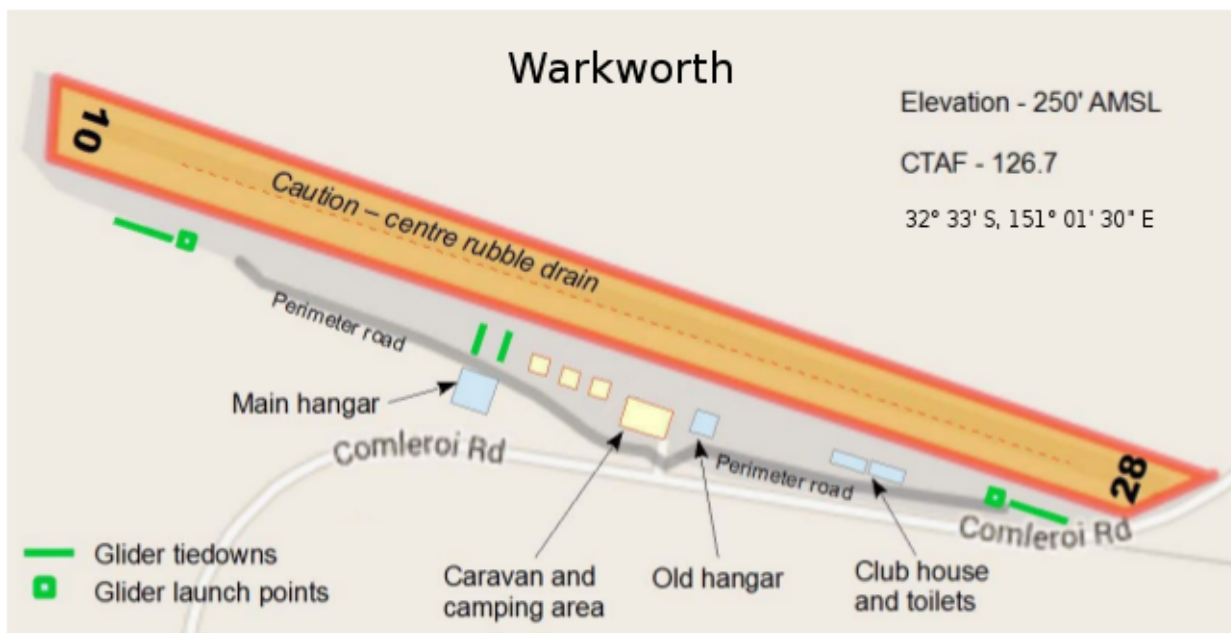 Warkworth
Elevation - 250' AMSL
CTAF - 126.7
32° 33' S, 151° 01' 30" E
10
Caution – centre rubble drain
Perimeter road
Main hangar
Comleroi Rd
Perimeter road
28
Comleroi Rd
Glider tiedowns
Glider launch points
Caravan and
camping area
Old hangar
Club house
and toilets